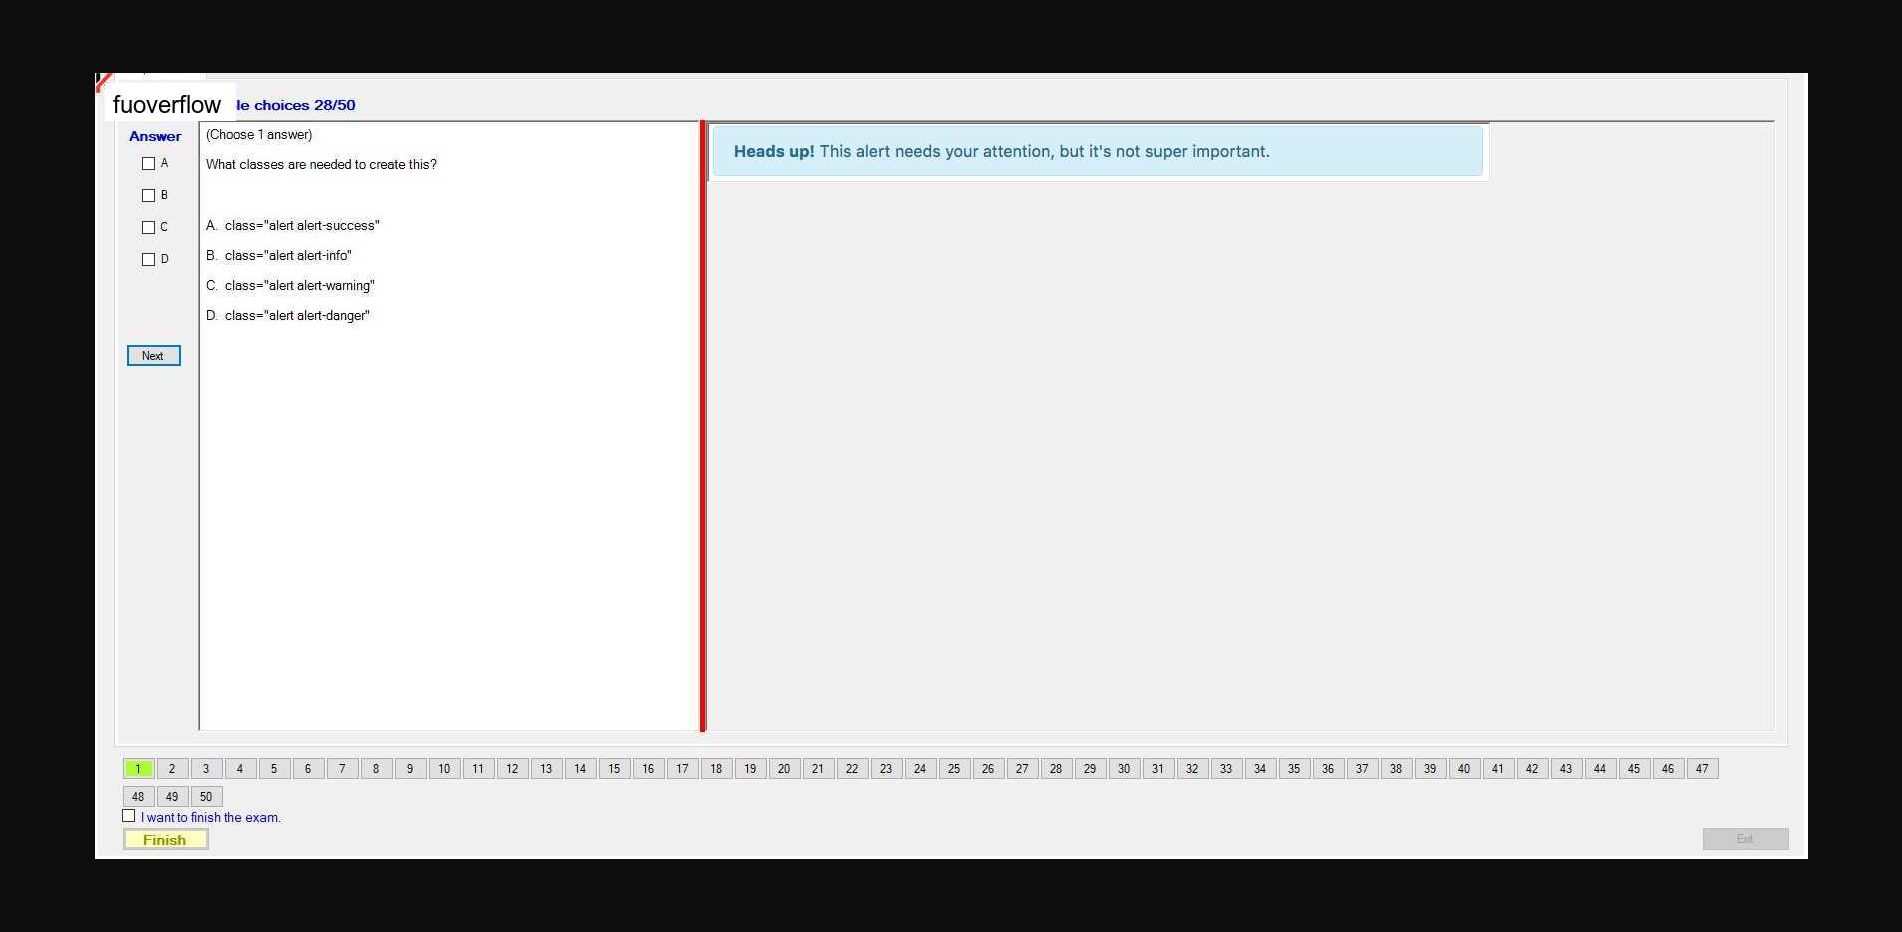 fuoverflow
le choices 28/50
Answer
A
B
C
D
Next
(Choose 1 answer)
What classes are needed to create this?
A. class="alert alert-success"
B. class="alert alert-info"
C. class="alert alert-warning"
D. class="alert alert-danger"
Heads up! This alert needs your attention, but it's not super important.
1 2 3 4 5 6 7 8 9 10 11 12 13 14 15 16 17 18 19 20 21 22 23 24 25 26 27 28 29 30 31 32 33 34 35 36 37 38 39 40 41 42 43 44 45 46 47
48 49 50
I want to finish the exam.
Finish
Exit